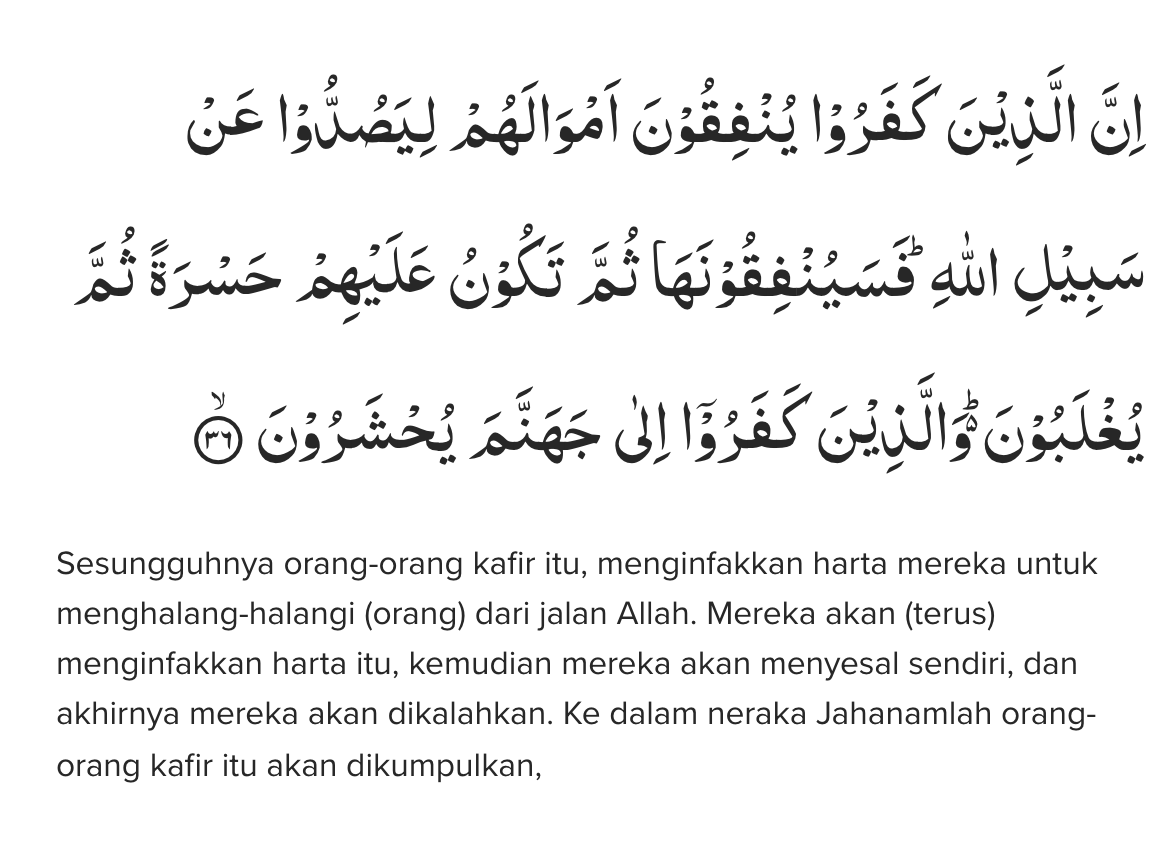 اِنَّ الَّذِيْنَ كَفَرُوْا يُنْفِقُوْنَ اَمْوَالَهُمْ لِيَصُدُّوْا عَنْ
سَبِيْلِ اللّٰهِ ۗفَسَيُنْفِقُوْنَهَا ثُمَّ تَكُوْنُ عَلَيْهِمْ حَسْرَةً ثُمَّ
يُغْلَبُوْنَ ەۗ وَالَّذِيْنَ كَفَرُوْٓا اِلٰى جَهَنَّمَ يُحْشَرُوْنَ ۙ ٣٦
Sesungguhnya orang-orang kafir itu, menginfakkan harta mereka untuk
menghalang-halangi (orang) dari jalan Allah. Mereka akan (terus)
menginfakkan harta itu, kemudian mereka akan menyesal sendiri, dan
akhirnya mereka akan dikalahkan. Ke dalam neraka Jahanamlah orang-
orang kafir itu akan dikumpulkan,